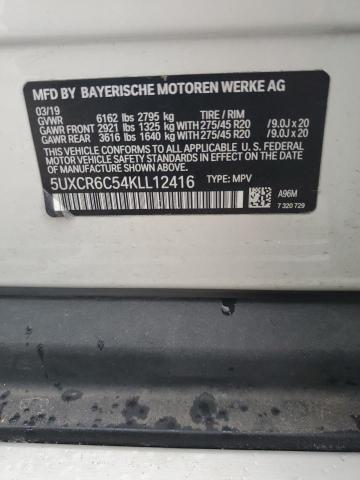 MFD BY BAYERISCHE MOTOREN WERKE AG
03/19 TIRE / RIM
GVWR 6162 lbs 2795 kg
GAWR FRONT 2921 lbs 1325 kg WITH 275/45 R20 /9.0J x 20
GAWR REAR 3616 lbs 1640 kg WITH 275/45 R20 /9.0J x 20
THIS VEHICLE CONFORMS TO ALL APPLICABLE U.S. FEDERAL
MOTOR VEHICLE SAFETY STANDARDS IN EFFECT ON THE DATE
OF MANUFACTURE SHOWN ABOVE.
5UXCR6C54KLL12416 TYPE: MPV
A96M
7 320 729